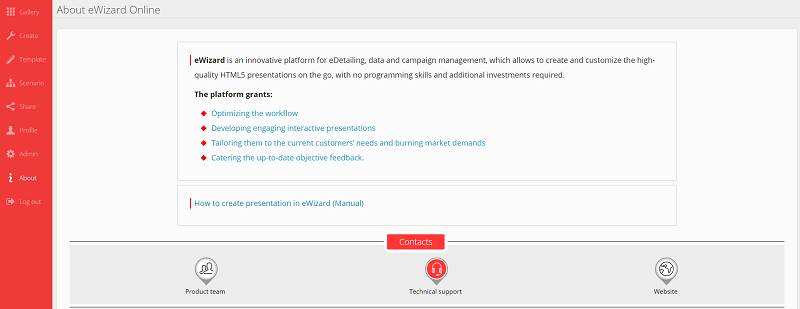 About eWizard Online
Gallery
Create
Template
Scenario
Share
Profile
Admin
About
Log out
eWizard is an innovative platform for eDetailing, data and campaign management, which allows to create and customize the high-
quality HTML5 presentations on the go, with no programming skills and additional investments required.
The platform grants:
Optimizing the workflow
Developing engaging interactive presentations
Tailoring them to the current customers' needs and burning market demands
Catering the up-to-date objective feedback.
How to create presentation in eWizard (Manual)
Contacts
Product team
Technical support
Website